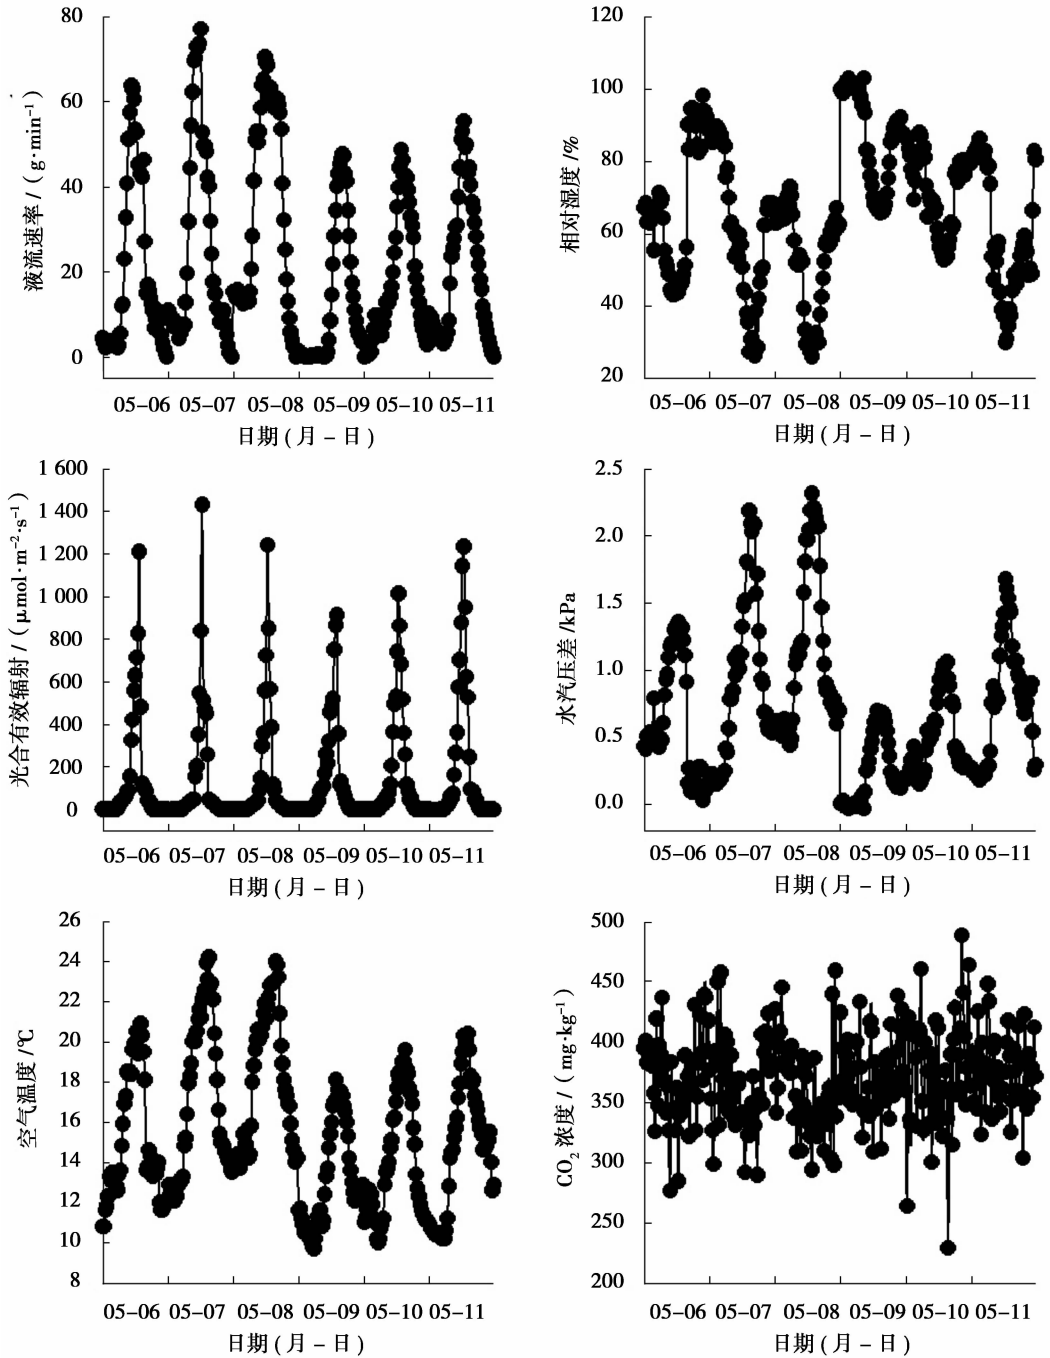 80
60
40
20
0
液流速率 /（g·min⁻¹）
05-06 05-07 05-08 05-09 05-10 05-11
日期(月-日)
120
100
80
60
40
20
相对湿度 /%
05-06 05-07 05-08 05-09 05-10 05-11
日期(月-日)
1 600
1 400
1 200
1 000
800
600
400
200
0
光合有效辐射 /（μmol·m⁻²·s⁻¹）
05-06 05-07 05-08 05-09 05-10 05-11
日期(月-日)
2.5
2.0
1.5
1.0
0.5
0.0
水汽压差 /kPa
05-06 05-07 05-08 05-09 05-10 05-11
日期(月-日)
26
24
22
20
18
16
14
12
10
8
空气温度 /℃
05-06 05-07 05-08 05-09 05-10 05-11
日期(月-日)
500
450
400
350
300
250
200
CO₂ 浓度 /（mg·kg⁻¹）
05-06 05-07 05-08 05-09 05-10 05-11
日期(月-日)